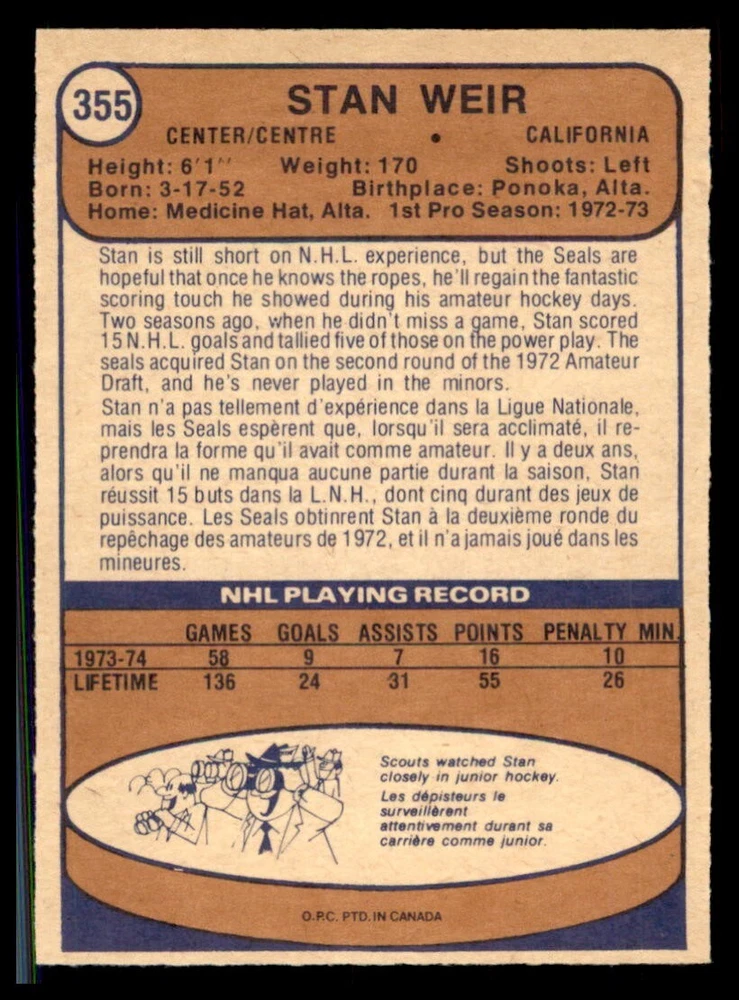 355
STAN WEIR
CENTER/CENTRE • CALIFORNIA
Height: 6'1'' Weight: 170 Shoots: Left
Born: 3-17-52 Birthplace: Ponoka, Alta.
Home: Medicine Hat, Alta. 1st Pro Season: 1972-73
Stan is still short on N.H.L. experience, but the Seals are
hopeful that once he knows the ropes, he'll regain the fantastic
scoring touch he showed during his amateur hockey days.
Two seasons ago, when he didn't miss a game, Stan scored
15 N.H.L. goals and tallied five of those on the power play. The
seals acquired Stan on the second round of the 1972 Amateur
Draft, and he's never played in the minors.
Stan n'a pas tellement d'expérience dans la Ligue Nationale,
mais les Seals espèrent que, lorsqu'il sera acclimaté, il re-
prendra la forme qu'il avait comme amateur. Il y a deux ans,
alors qu'il ne manqua aucune partie durant la saison, Stan
réussit 15 buts dans la L.N.H., dont cinq durant des jeux de
puissance. Les Seals obtinrent Stan à la deuxième ronde du
repêchage des amateurs de 1972, et il n'a jamais joué dans les
mineures.
NHL PLAYING RECORD
GAMES GOALS ASSISTS POINTS PENALTY MIN.
1973-74 58 9 7 16 10
LIFETIME 136 24 31 55 26
Scouts watched Stan
closely in junior hockey.
Les dépisteurs le
surveillèrent
attentivement durant sa
carrière comme junior.
O.P.C. PTD. IN CANADA